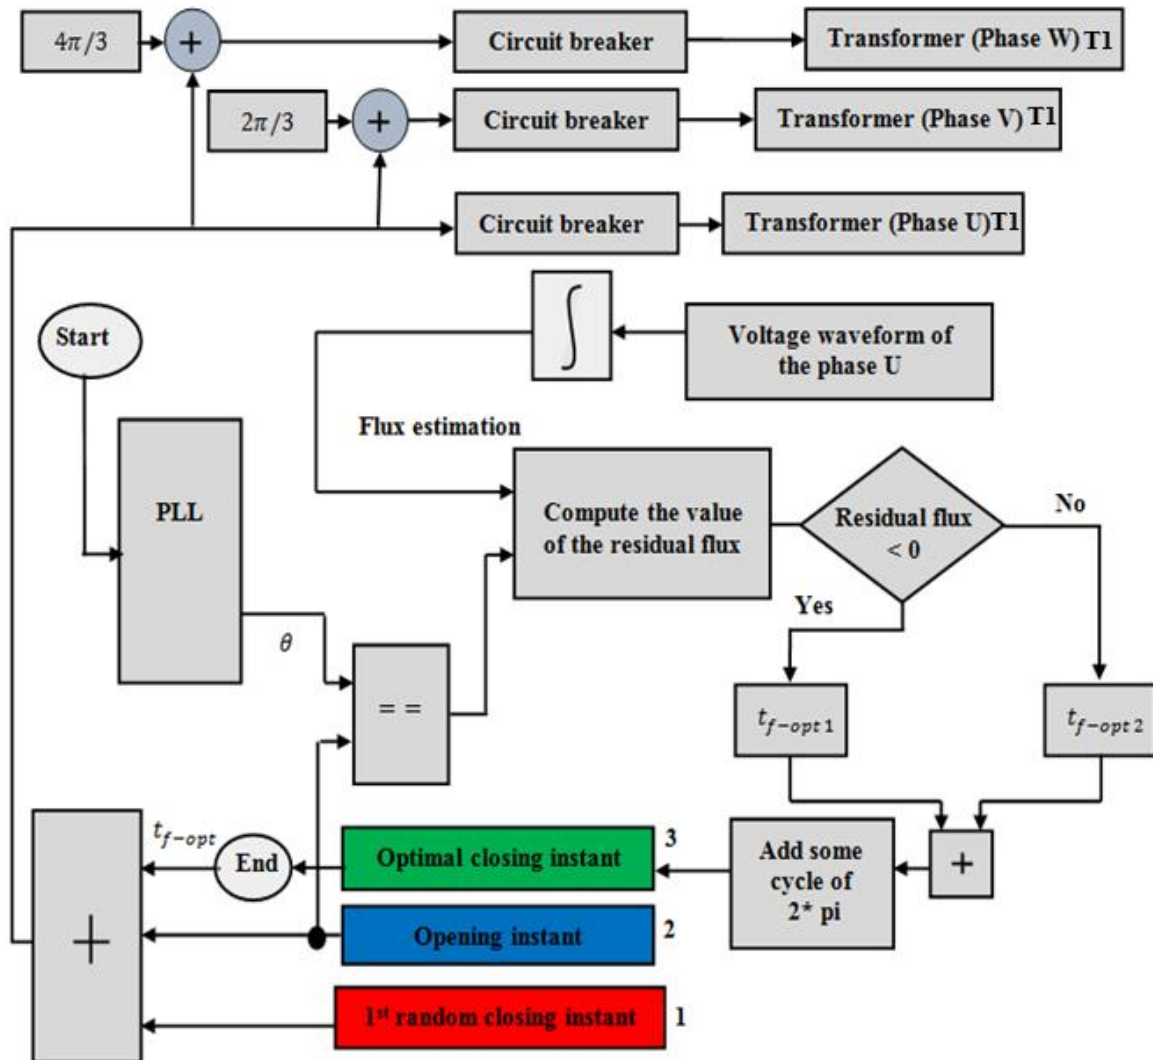 4π/3
+
Circuit breaker
Transformer (Phase W) T1
2π/3
+
Circuit breaker
Transformer (Phase V) T1
Circuit breaker
Transformer (Phase U) T1
Start
∫
Voltage waveform of
the phase U
Flux estimation
PLL
Compute the value
of the residual flux
Residual flux
< 0
No
Yes
θ
= =
t_{f-opt 1}
t_{f-opt 2}
t_{f-opt}
End
Optimal closing instant
3
Add some
cycle of
2* pi
+
+
Opening instant
2
1st random closing instant
1